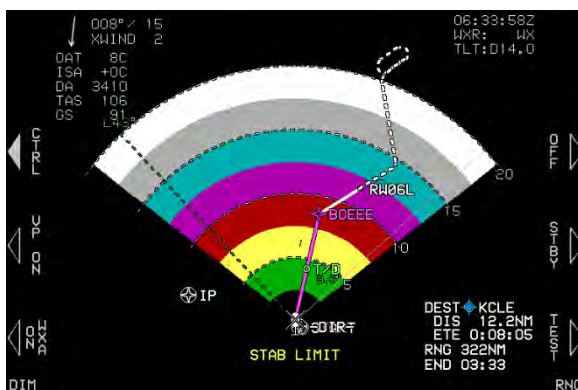 008°/ 15
XWIND 2
OAT 8C
ISA +0C
DA 3410
TAS 106
GS 91
L43°
06:33:58Z
WXR: WX
TLT:D14.0
CTRL
OFF
20
RW06L
15
BOEEE
VP ON
STBY
10
T/D
5
IP
DEST KCLE
DIS 12.2NM
ETE 0:08:05
RNG 322NM
END 03:33
WXA ON
TEST
STAB LIMIT
DIM
RNG